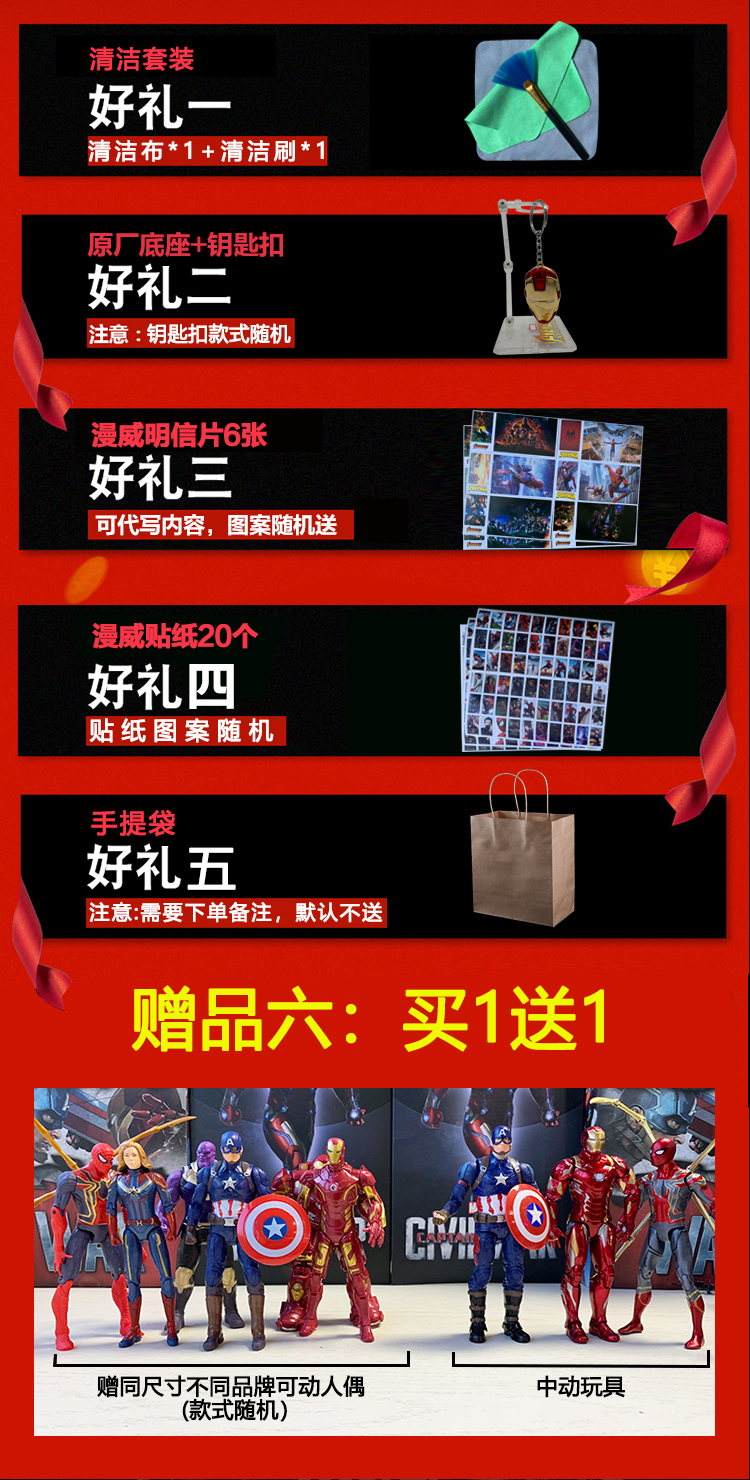 清洁套装
好礼一
清洁布*1+清洁刷*1
原厂底座+钥匙扣
好礼二
注意:钥匙扣款式随机
漫威明信片6张
好礼三
可代写内容，图案随机送
漫威贴纸20个
好礼四
贴纸图案随机
手提袋
好礼五
注意:需要下单备注，默认不送
赠品六：买1送1
CIVIL WAR
CAPTAIN
赠同尺寸不同品牌可动人偶
(款式随机)
中动玩具